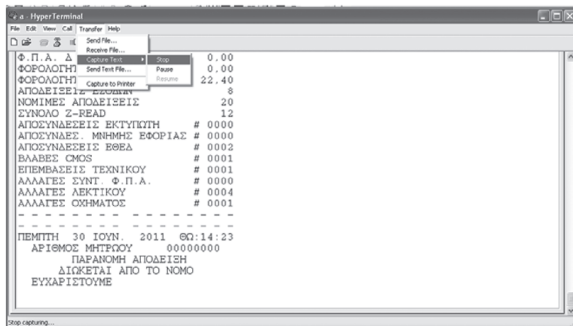 a - HyperTerminal
File Edit View Call Transfer Help
Send File...
Receive File...
Capture Text
Send Text File...
Capture to Printer
Stop
Pause
Resume
Φ.Π.Α. Δ 0.00
ΦΟΡΟΛΟΓΗΤ 0.00
ΦΟΡΟΛΟΓΗ 22.40
ΑΠΟΔΕΙΞΕΙΣ ΕΣΟΔΩΝ 8
ΝΟΜΙΜΕΣ ΑΠΟΔΕΙΞΕΙΣ 20
ΣΥΝΟΛΟ Z-READ 12
ΑΠΟΣΥΝΔΕΣΕΙΣ ΕΚΤΥΠΩΤΗ # 0000
ΑΠΟΣΥΝΔΕΣ. ΜΝΗΜΗΣ ΕΦΟΡΙΑΣ # 0000
ΑΠΟΣΥΝΔΕΣΕΙΣ ΕΘΕΔ # 0002
ΒΛΑΒΕΣ CMOS # 0001
ΕΠΕΜΒΑΣΕΙΣ ΤΕΧΝΙΚΟΥ # 0001
ΑΛΛΑΓΕΣ ΣΥΝΤ. Φ.Π.Α. # 0000
ΑΛΛΑΓΕΣ ΛΕΚΤΙΚΟΥ # 0004
ΑΛΛΑΓΕΣ ΟΧΗΜΑΤΟΣ # 0001
- - - - - - - - - - - - - - - -
ΠΕΜΠΤΗ 30 ΙΟΥΝ. 2011 ΘΩ:14:23
ΑΡΙΘΜΟΣ ΜΗΤΡΩΟΥ 00000000
ΠΑΡΑΝΟΜΗ ΑΠΟΔΕΙΞΗ
ΔΙΩΚΕΤΑΙ ΑΠΟ ΤΟ ΝΟΜΟ
ΕΥΧΑΡΙΣΤΟΥΜΕ
Stop capturing...